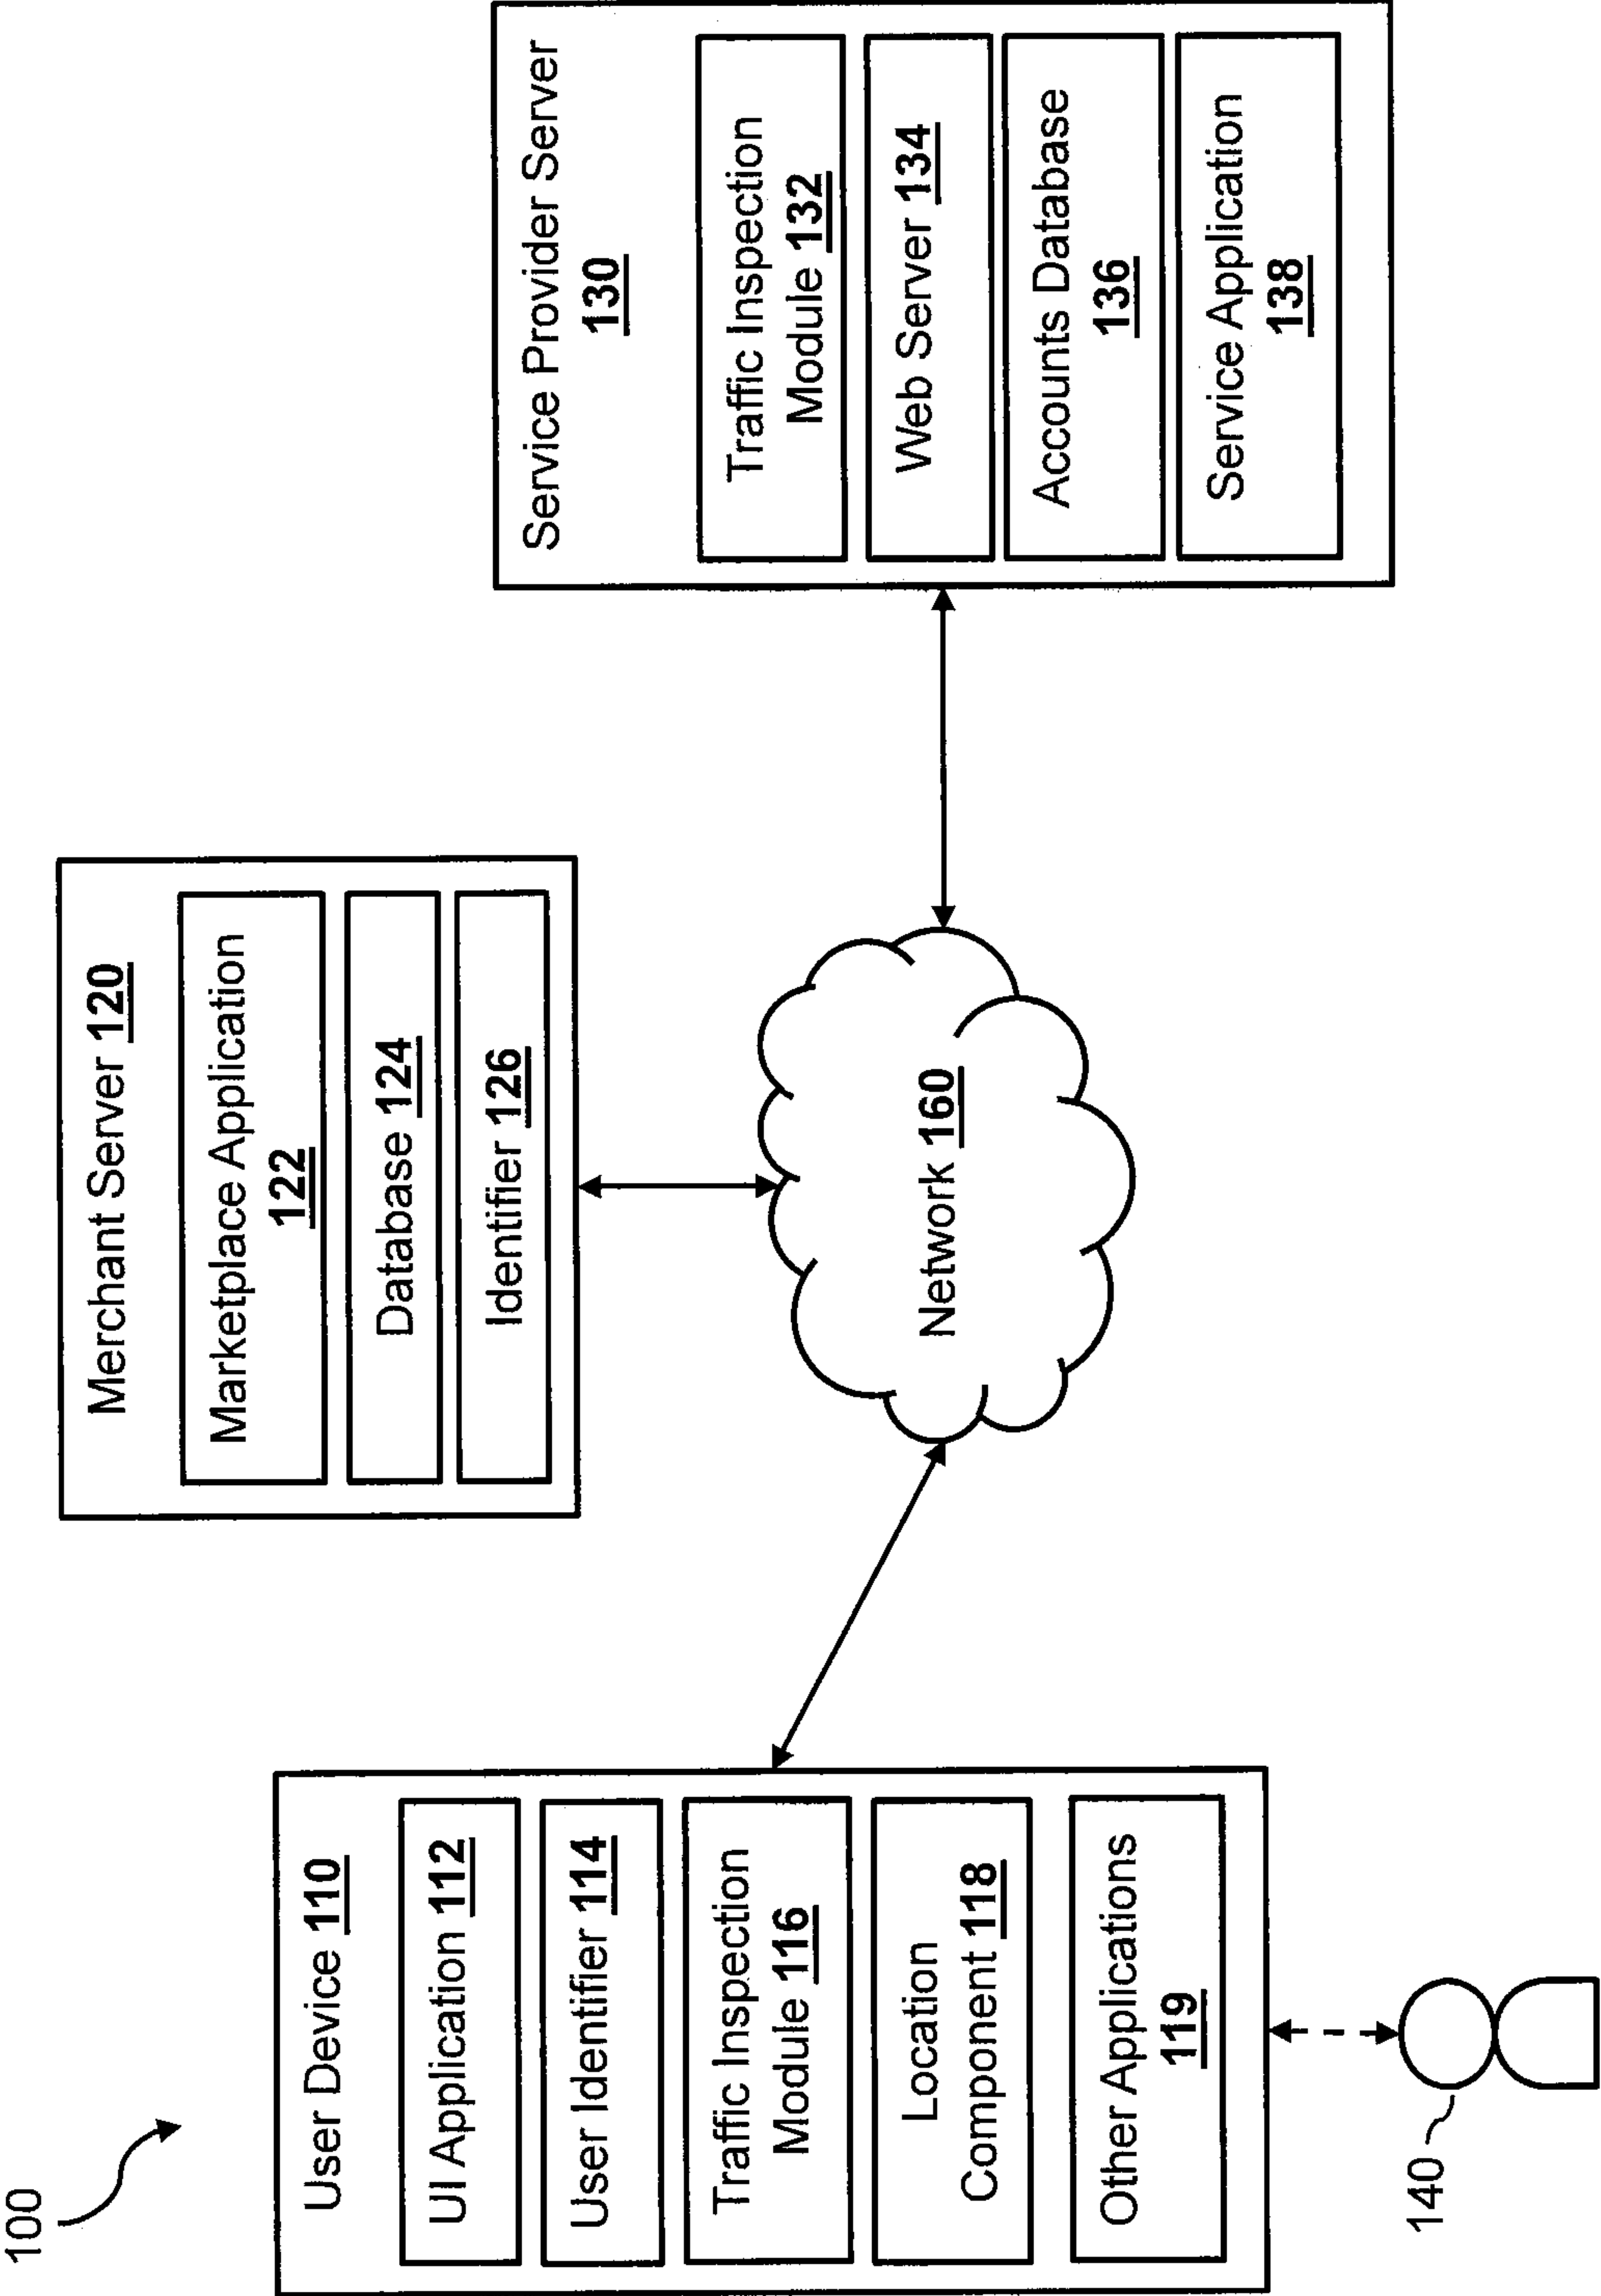 100
User Device 110
UI Application 112
User Identifier 114
Traffic Inspection
Module 116
Location
Component 118
Other Applications
119
140
Merchant Server 120
Marketplace Application
122
Database 124
Identifier 126
Network 160
Service Provider Server
130
Traffic Inspection
Module 132
Web Server 134
Accounts Database
136
Service Application
138